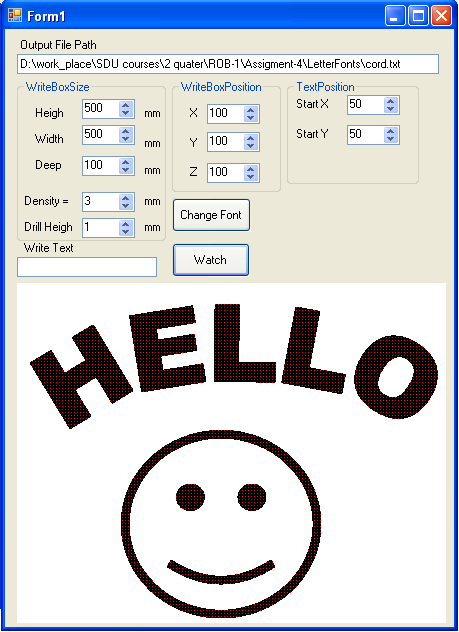 Form1
Output File Path
D:\work_place\SDU courses\2 quater\ROB-1\Assigment-4\LetterFonts\cord.txt
WriteBoxSize
Heigh 500 mm
Width 500 mm
Deep 100 mm
Density = 3 mm
Drill Heigh 1 mm
WriteBoxPosition
X 100
Y 100
Z 100
TextPosition
Start X 50
Start Y 50
Change Font
Write Text
Watch
HELLO